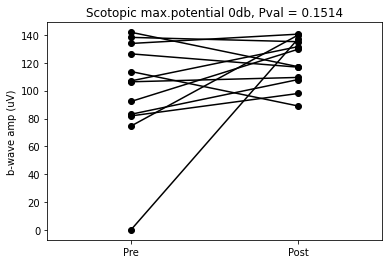 Scotopic max.potential 0db, Pval = 0.1514
140
120
100
80
60
40
20
0
b-wave amp (uV)
Pre
Post